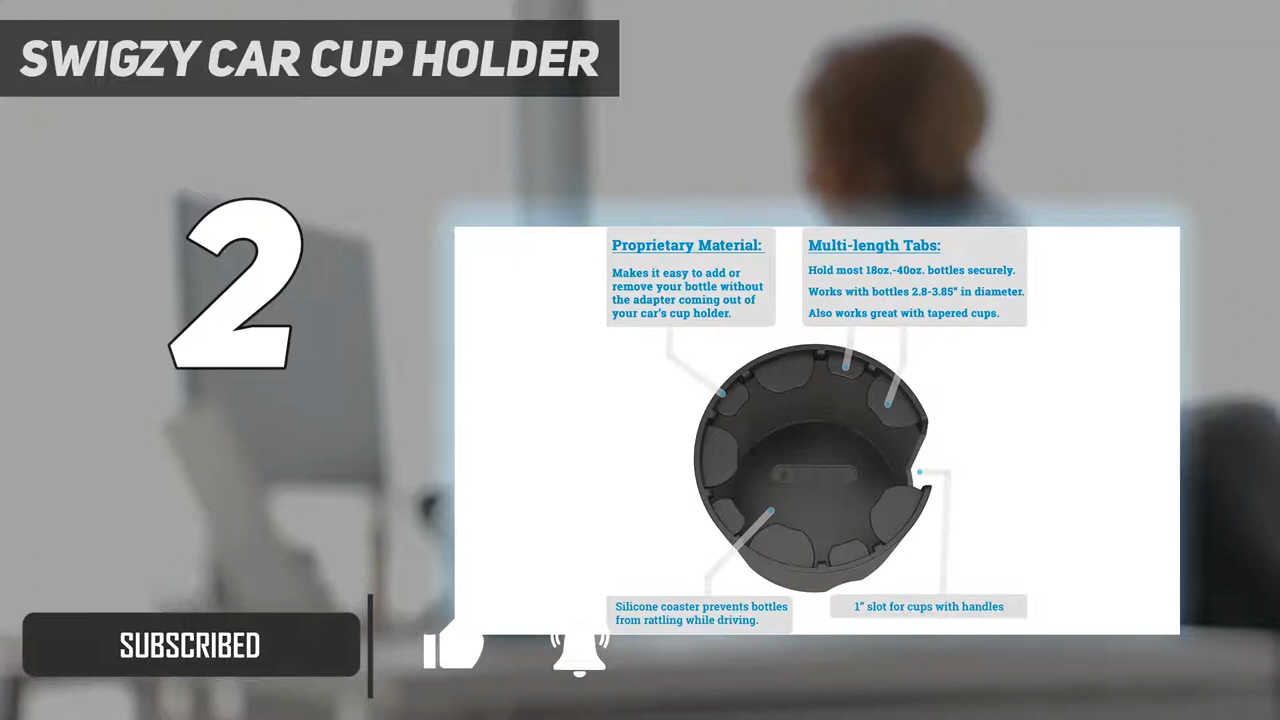 SWIGZY CAR CUP HOLDER
2
Proprietary Material:
Makes it easy to add or
remove your bottle without
the adapter coming out of
your car's cup holder.
Multi-length Tabs:
Hold most 18oz.-40oz. bottles securely.
Works with bottles 2.8-3.85" in diameter.
Also works great with tapered cups.
Silicone coaster prevents bottles
from rattling while driving.
1" slot for cups with handles
SUBSCRIBED